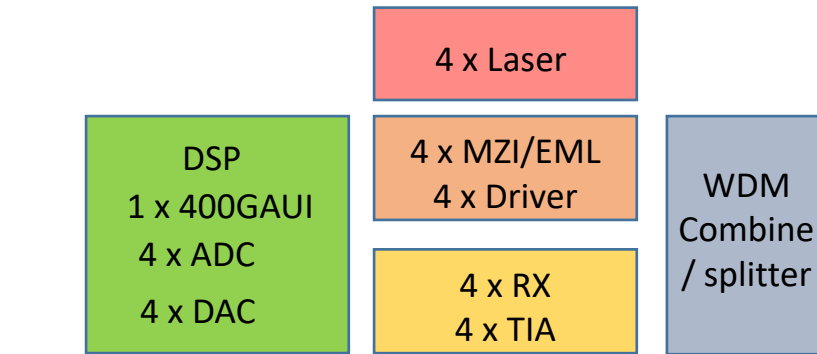 4 x Laser
DSP
1 x 400GAUI
4 x ADC
4 x DAC
4 x MZI/EML
4 x Driver
4 x RX
4 x TIA
WDM
Combine
/ splitter